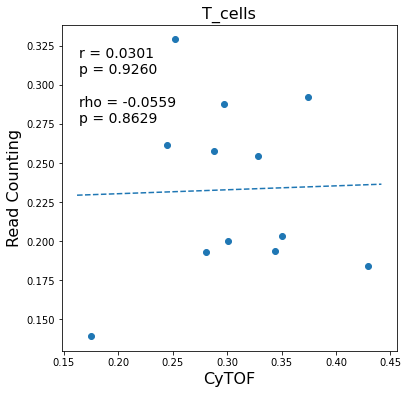 T_cells
r = 0.0301
p = 0.9260
rho = -0.0559
p = 0.8629
Read Counting
0.325
0.300
0.275
0.250
0.225
0.200
0.175
0.150
0.15 0.20 0.25 0.30 0.35 0.40 0.45
CyTOF